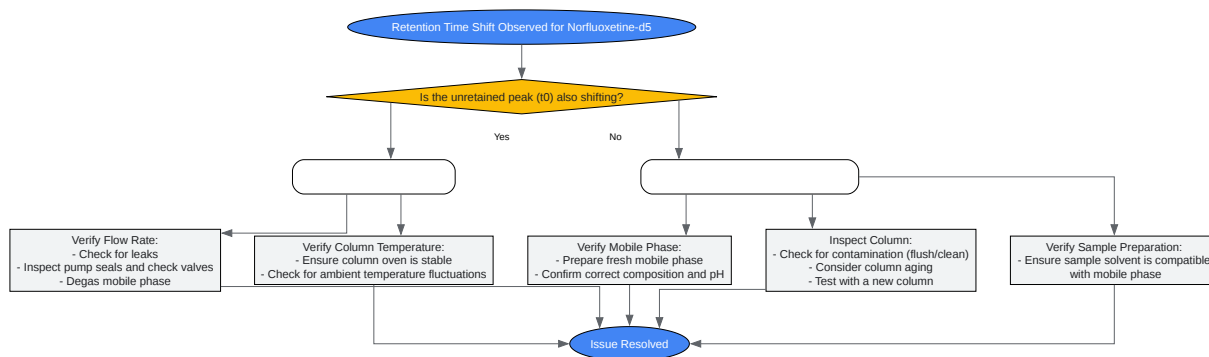 Retention Time Shift Observed for Norfluoxetine-d5
Is the unretained peak (t0) also shifting?
Yes
No
Verify Flow Rate:
- Check for leaks
- Inspect pump seals and check valves
- Degas mobile phase
Verify Column Temperature:
- Ensure column oven is stable
- Check for ambient temperature fluctuations
Verify Mobile Phase:
- Prepare fresh mobile phase
- Confirm correct composition and pH
Inspect Column:
- Check for contamination (flush/clean)
- Consider column aging
- Test with a new column
Verify Sample Preparation:
- Ensure sample solvent is compatible
with mobile phase
Issue Resolved